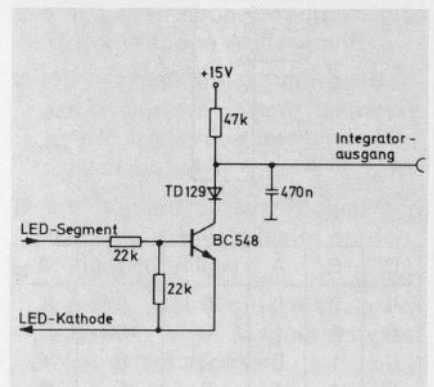 +15V
47k
Integrator-
ausgang
TD129
470n
LED-Segment
BC548
22k
22k
LED-Kathode